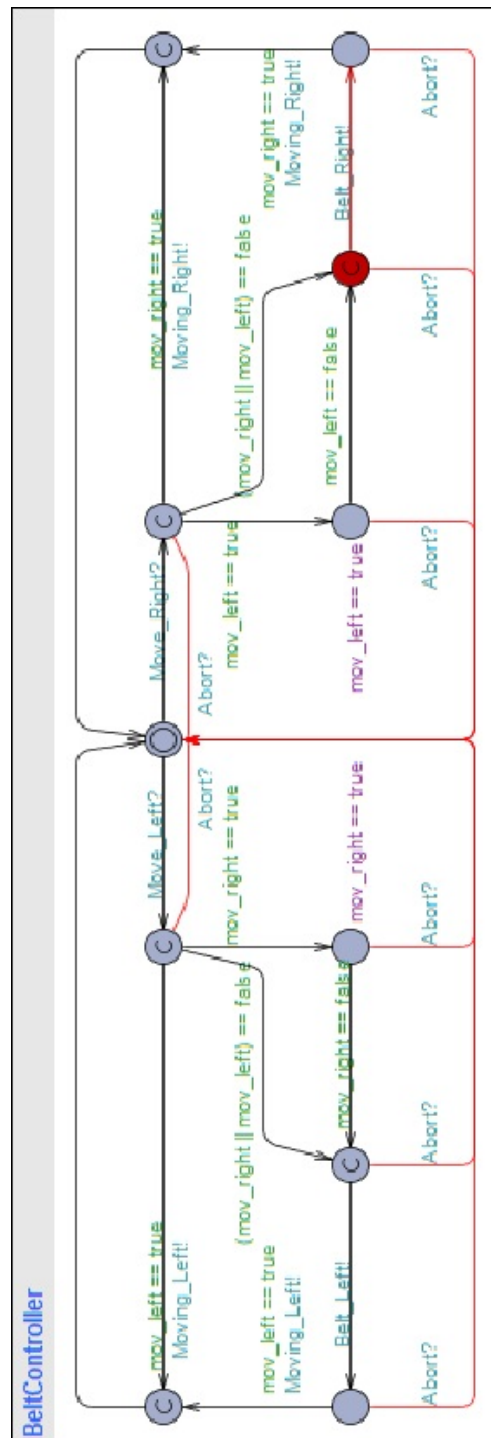 BeltController
C
mov_left == true
Moving_Left!
C
Move_Left?
Move_Right?
C
mov_right == true
Moving_Right!
C
Abort?
Abort?
mov_right == true
mov_left == true
(mov_right || mov_left) == false
(mov_right || mov_left) == false
mov_left == true
Moving_Left!
mov_right == true
Moving_Right!
Belt_Left!
C
mov_right == false
mov_left == false
C
Belt_Right!
mov_right == true
mov_left == true
Abort?
Abort?
Abort?
Abort?
Abort?
Abort?